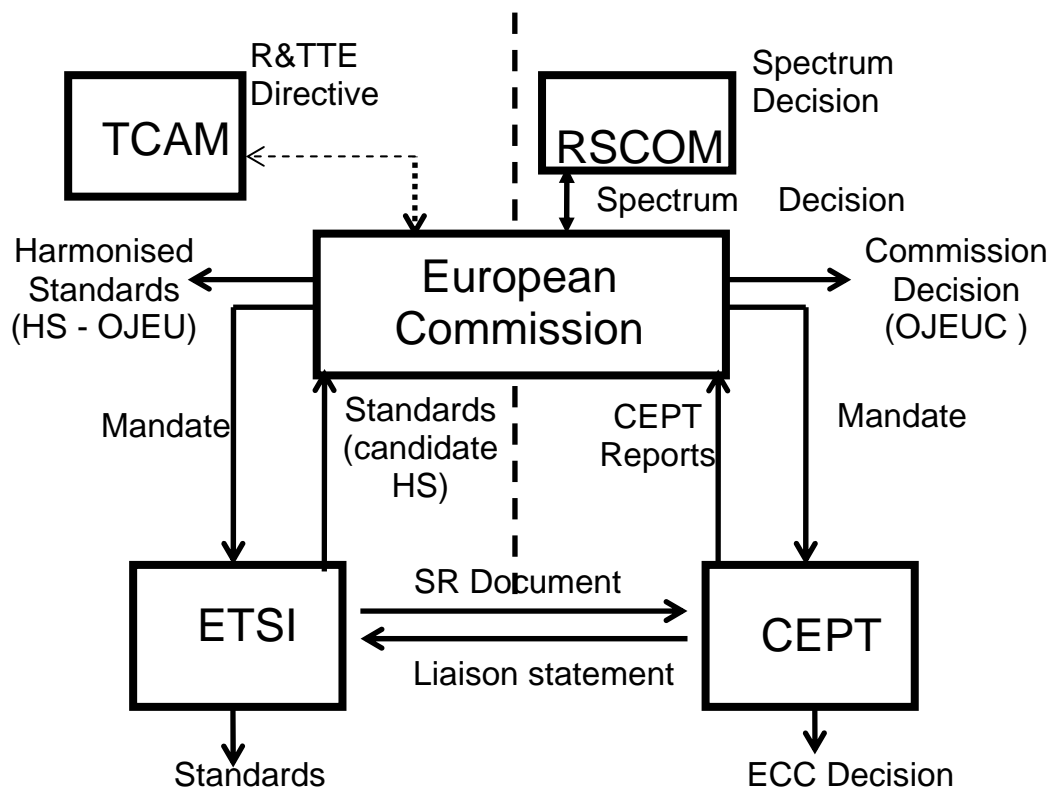 R&TTE
Directive
TCAM
Spectrum
Decision
RSCOM
Spectrum Decision
Harmonised
Standards
(HS - OJEU)
European
Commission
Commission
Decision
(OJEUC )
Mandate
Standards
(candidate
HS)
CEPT
Reports
Mandate
SR Document
ETSI
CEPT
Liaison statement
Standards
ECC Decision